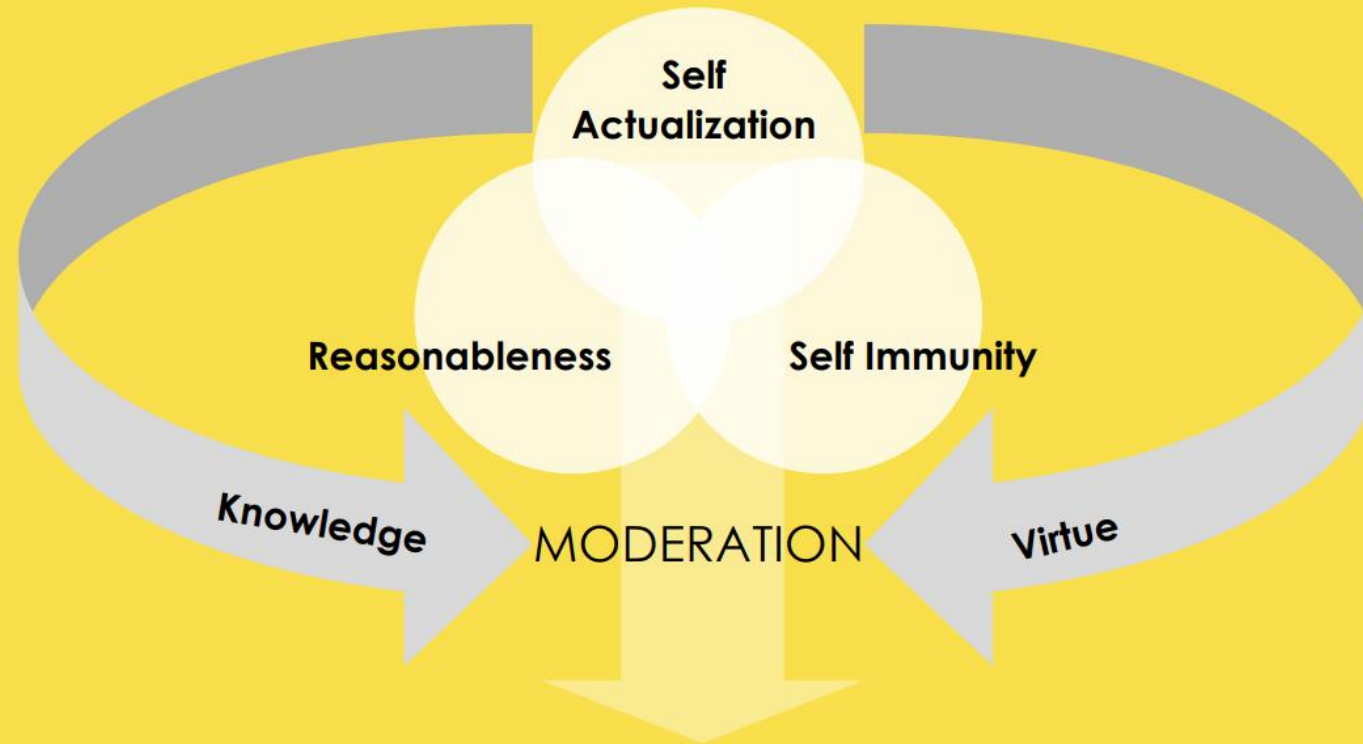 Self
Actualization
Reasonableness
Self Immunity
Knowledge
MODERATION
Virtue